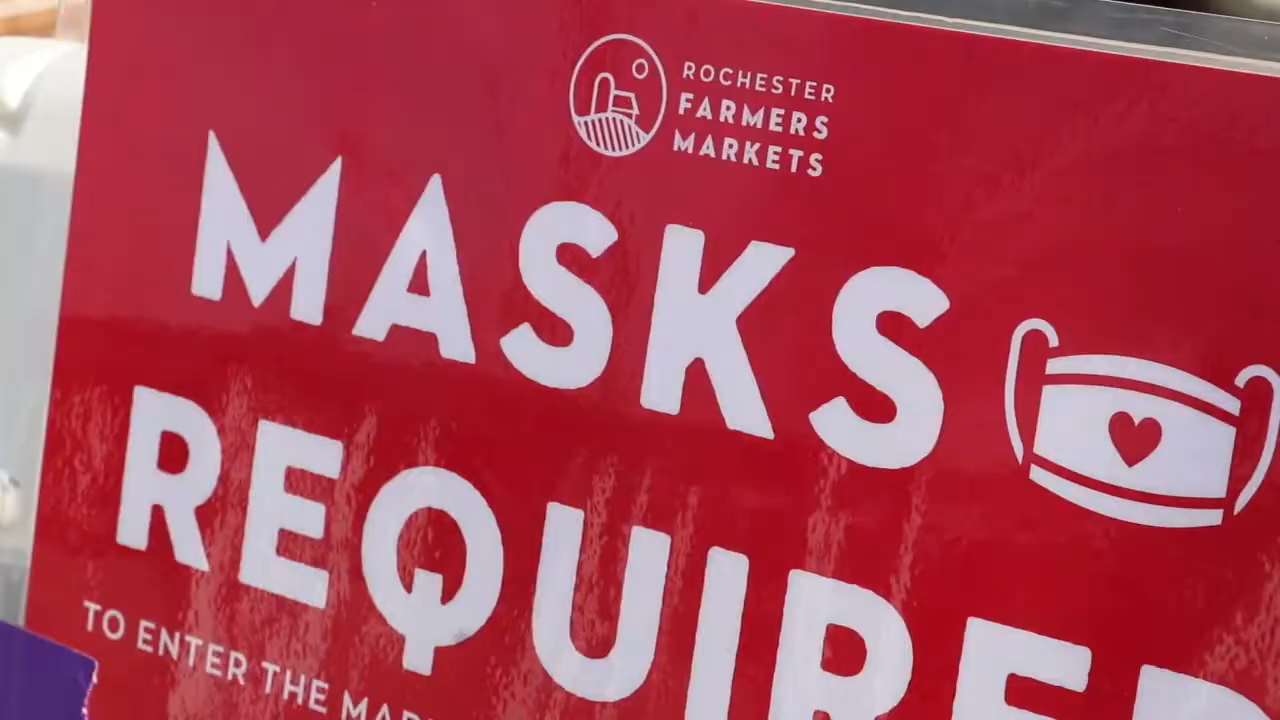 ROCHESTER
FARMERS
MARKETS
MASKS
REQUIRED
TO ENTER THE